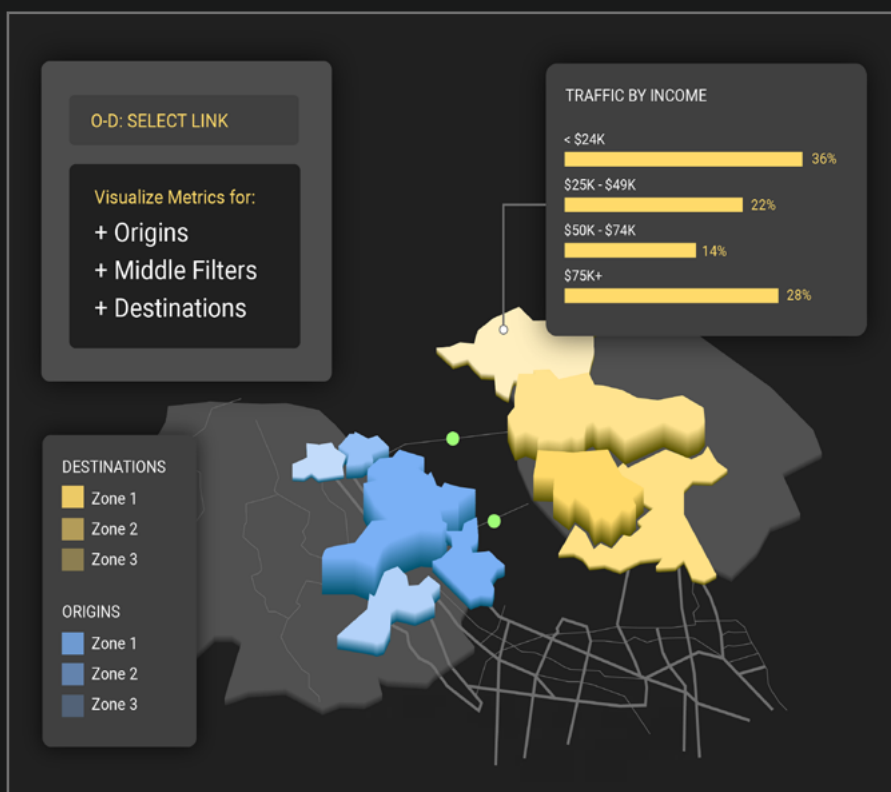 O-D: SELECT LINK
Visualize Metrics for:
+ Origins
+ Middle Filters
+ Destinations
TRAFFIC BY INCOME
< $24K
36%
$25K - $49K
22%
$50K - $74K
14%
$75K+
28%
DESTINATIONS
Zone 1
Zone 2
Zone 3
ORIGINS
Zone 1
Zone 2
Zone 3